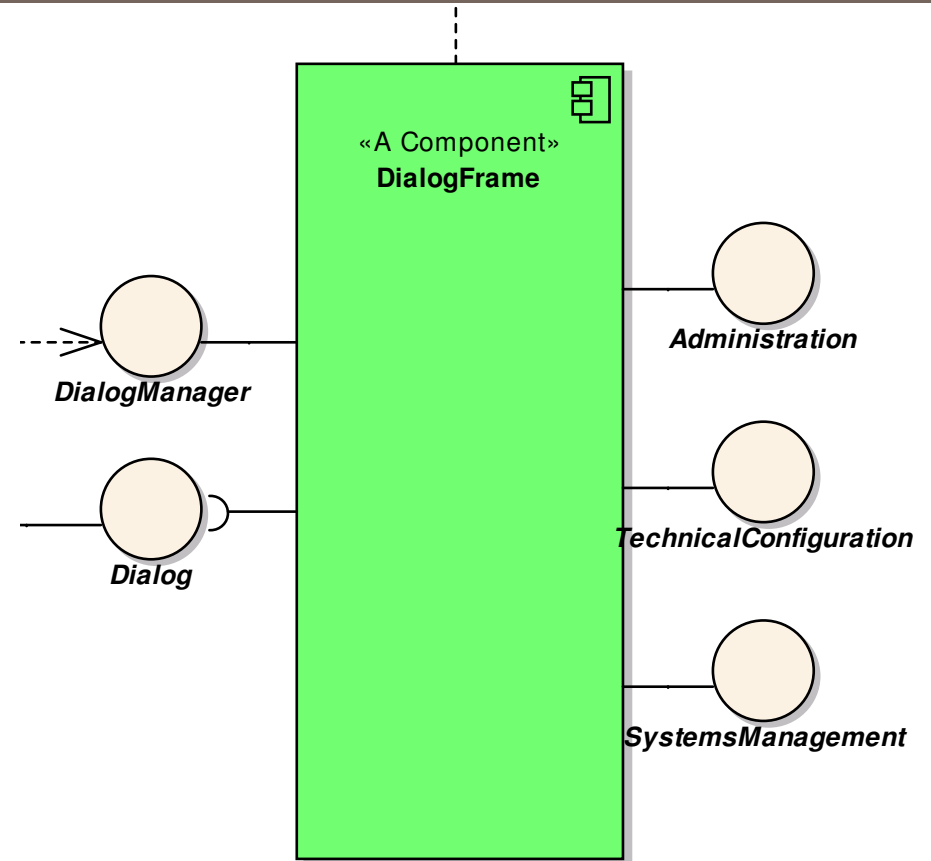 «A Component»
DialogFrame
Administration
DialogManager
TechnicalConfiguration
Dialog
SystemsManagement